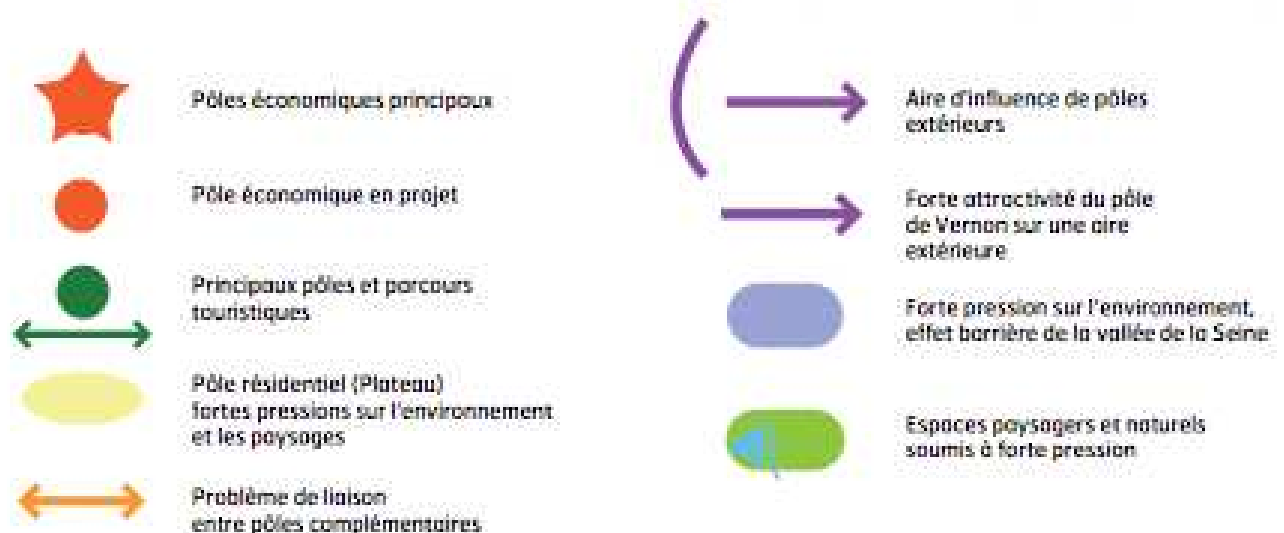 Pôles économiques principaux
Pôle économique en projet
Principaux pôles et parcours
touristiques
Pôle résidentiel (Plateau)
fortes pressions sur l'environnement
et les paysages
Problème de liaison
entre pôles complémentaires
Aire d'influence de pôles
extérieurs
Forte attractivité du pôle
de Vernon sur une aire
extérieure
Forte pression sur l'environnement,
effet barrière de la vallée de la Seine
Espaces paysagers et naturels
soumis à forte pression